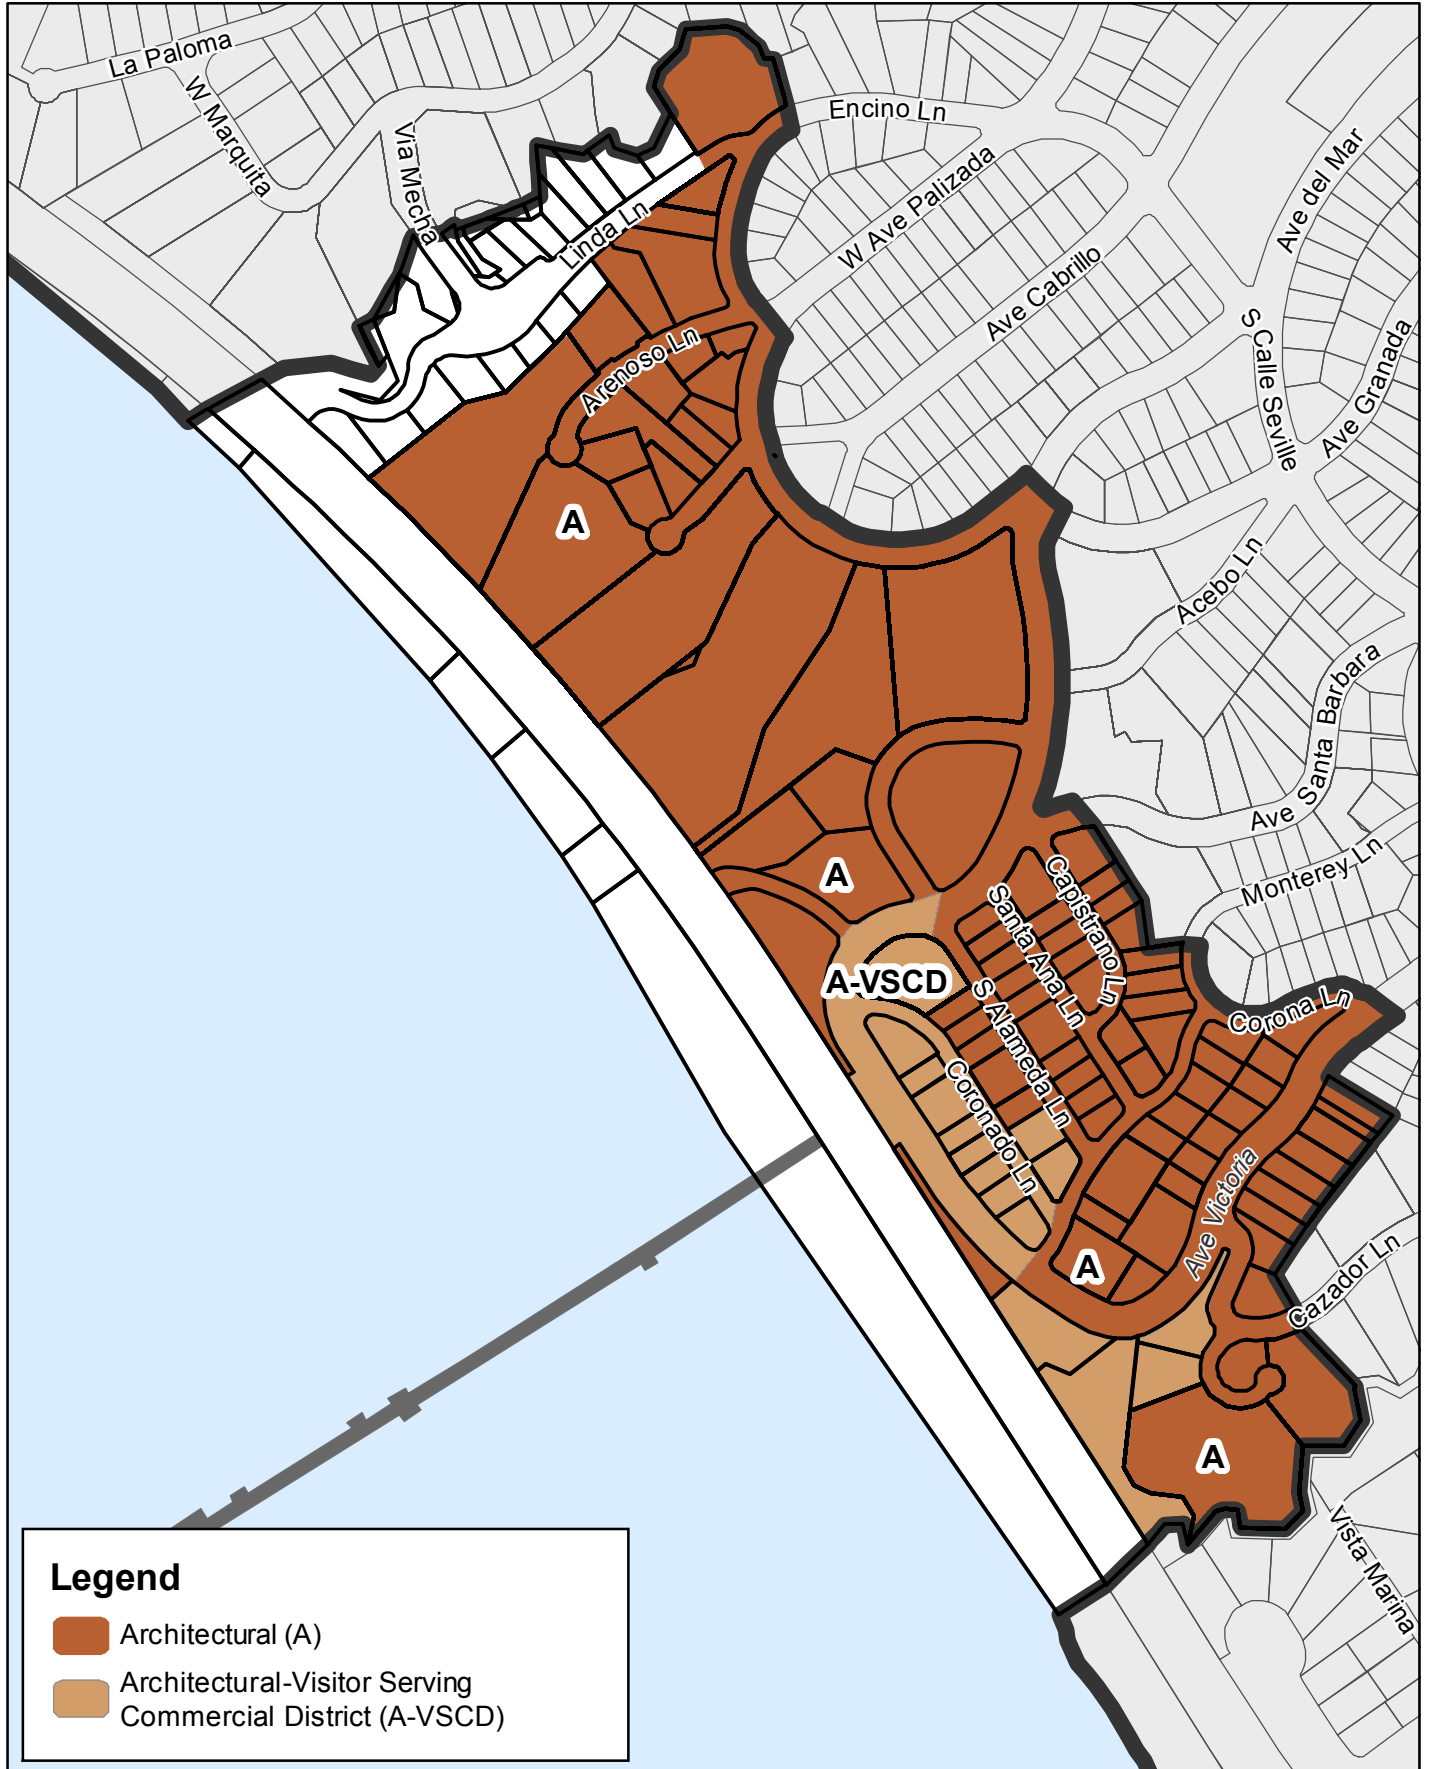 La Paloma
W Marquita
Via Mecha
Encino Ln
Linda Ln
W Ave Palizada
Ave del Mar
Ave Cabrillo
S Calle Seville
Ave Granada
Arenoso Ln
A
Acebo Ln
Ave Santa Barbara
Monterey Ln
A
Capistrano Ln
Santa Ana Ln
A-VSCD
S Alameda Ln
Corona Ln
Coronado Ln
Ave Victoria
A
Cazador Ln
A
Vista Marina
Legend
Architectural (A)
Architectural-Visitor Serving
Commercial District (A-VSCD)